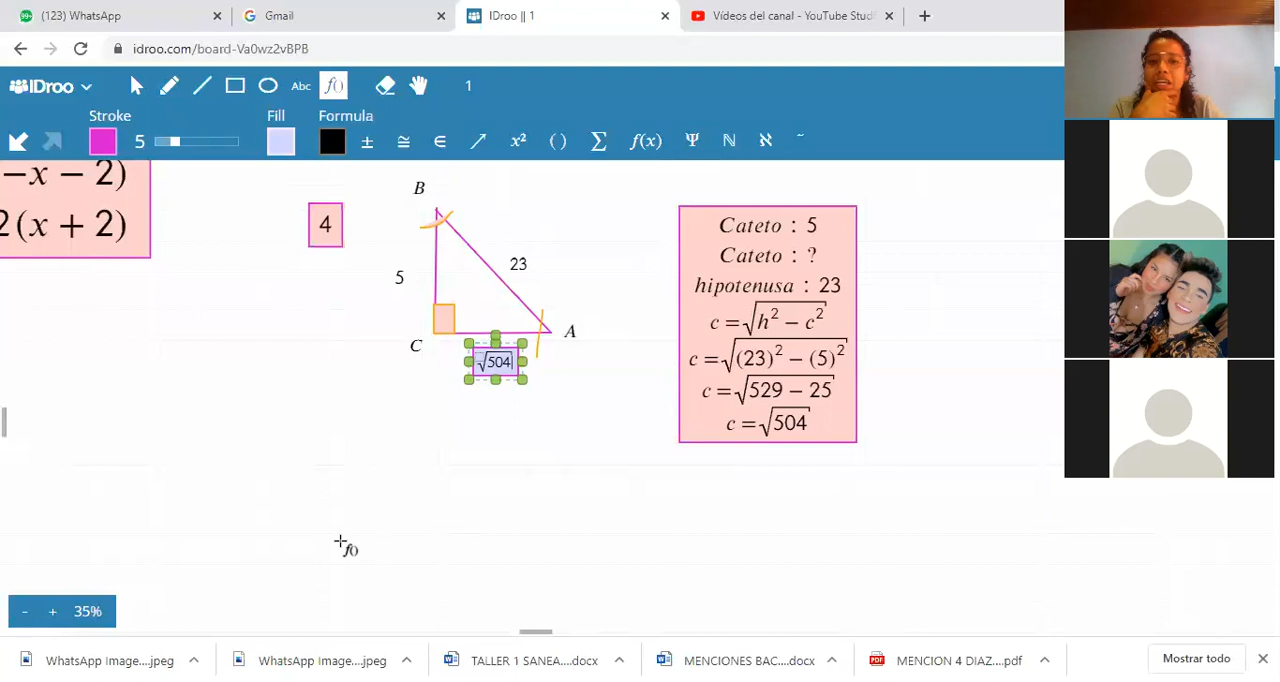 (123) WhatsApp
Gmail
IDroo || 1
Vídeos del canal - YouTube Stud
idroo.com/board-Va0wz2vBPB
IDroo
Abc
f()
1
Stroke
Fill
Formula
5
± ≅ ∈ x² ( ) ∑ f(x) Ψ ℕ ℵ ~
−x − 2)
2(x + 2)
4
B
5
23
C
A
√504
Cateto : 5
Cateto : ?
hipotenusa : 23
c = √(h² − c²)
c = √((23)² − (5)²)
c = √(529 − 25)
c = √504
f()
- + 35%
WhatsApp Image....jpeg
WhatsApp Image....jpeg
TALLER 1 SANEA....docx
MENCIONES BAC....docx
MENCION 4 DIAZ....pdf
Mostrar todo